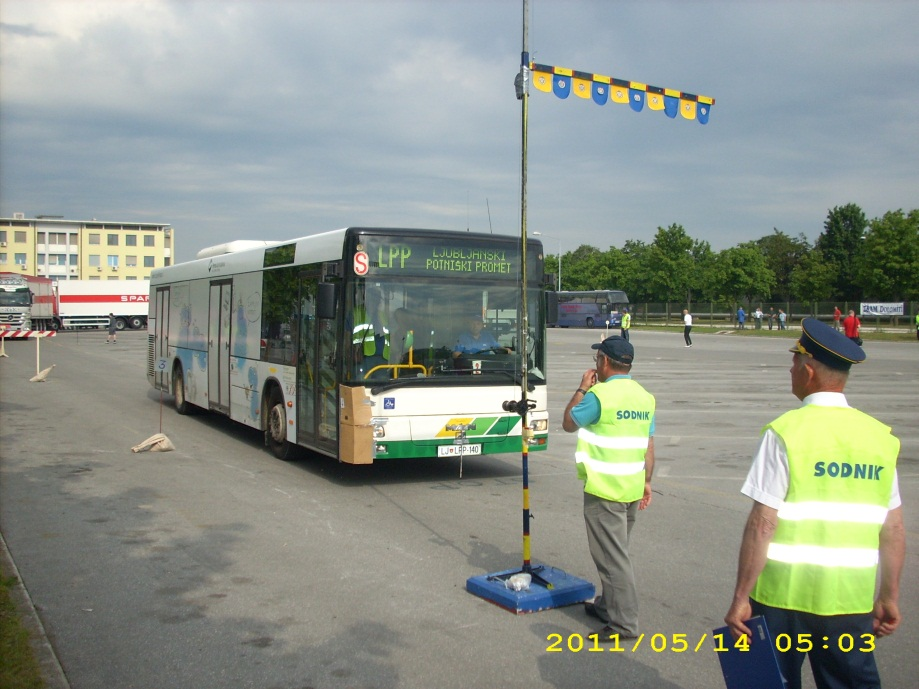 S
LPP
LJUBLJANSKI
POTNIŠKI PROMET
SPAR
LJ LPP-140
SODNIK
SODNIK
2011/05/14 05:03